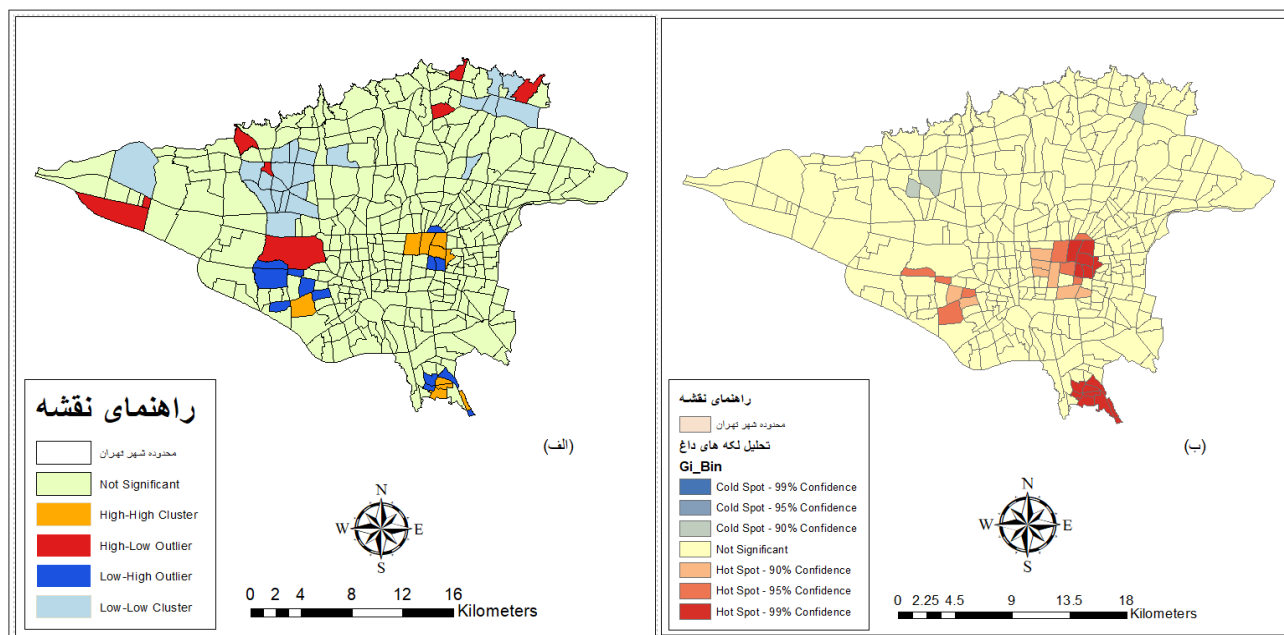 راهنمای نقشه
محدوده شهر تهران
Not Significant
High-High Cluster
High-Low Outlier
Low-High Outlier
Low-Low Cluster
(الف)
N
W E
S
0 2 4 8 12 16
Kilometers
راهنمای نقشه
محدوده شهر تهران
تحلیل لکه های داغ
Gi_Bin
Cold Spot - 99% Confidence
Cold Spot - 95% Confidence
Cold Spot - 90% Confidence
Not Significant
Hot Spot - 90% Confidence
Hot Spot - 95% Confidence
Hot Spot - 99% Confidence
(ب)
N
W E
S
0 2.25 4.5 9 13.5 18
Kilometers